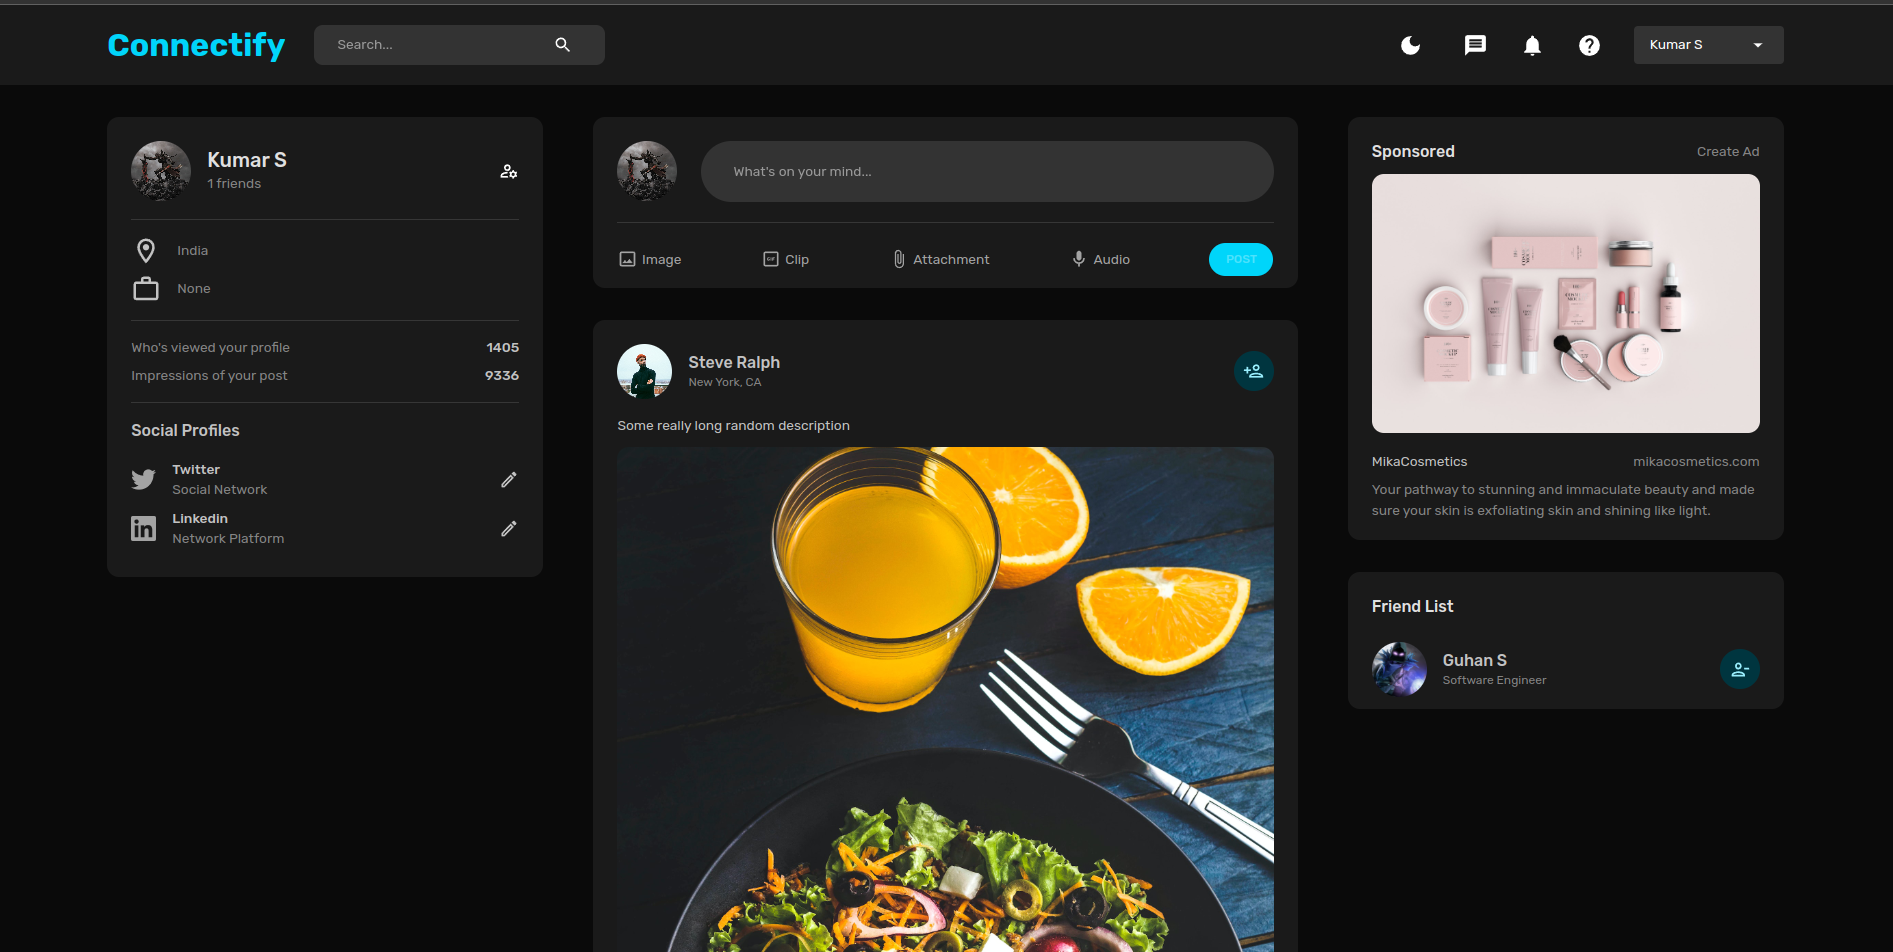 Connectify
Search...
Kumar S
Kumar S
1 friends
India
None
Who's viewed your profile 1405
Impressions of your post 9336
Social Profiles
Twitter
Social Network
Linkedin
Network Platform
What's on your mind...
Image
GIF
Clip
Attachment
Audio
POST
Steve Ralph
New York, CA
Some really long random description
Sponsored Create Ad
MikaCosmetics mikacosmetics.com
Your pathway to stunning and immaculate beauty and made
sure your skin is exfoliating skin and shining like light.
Friend List
Guhan S
Software Engineer